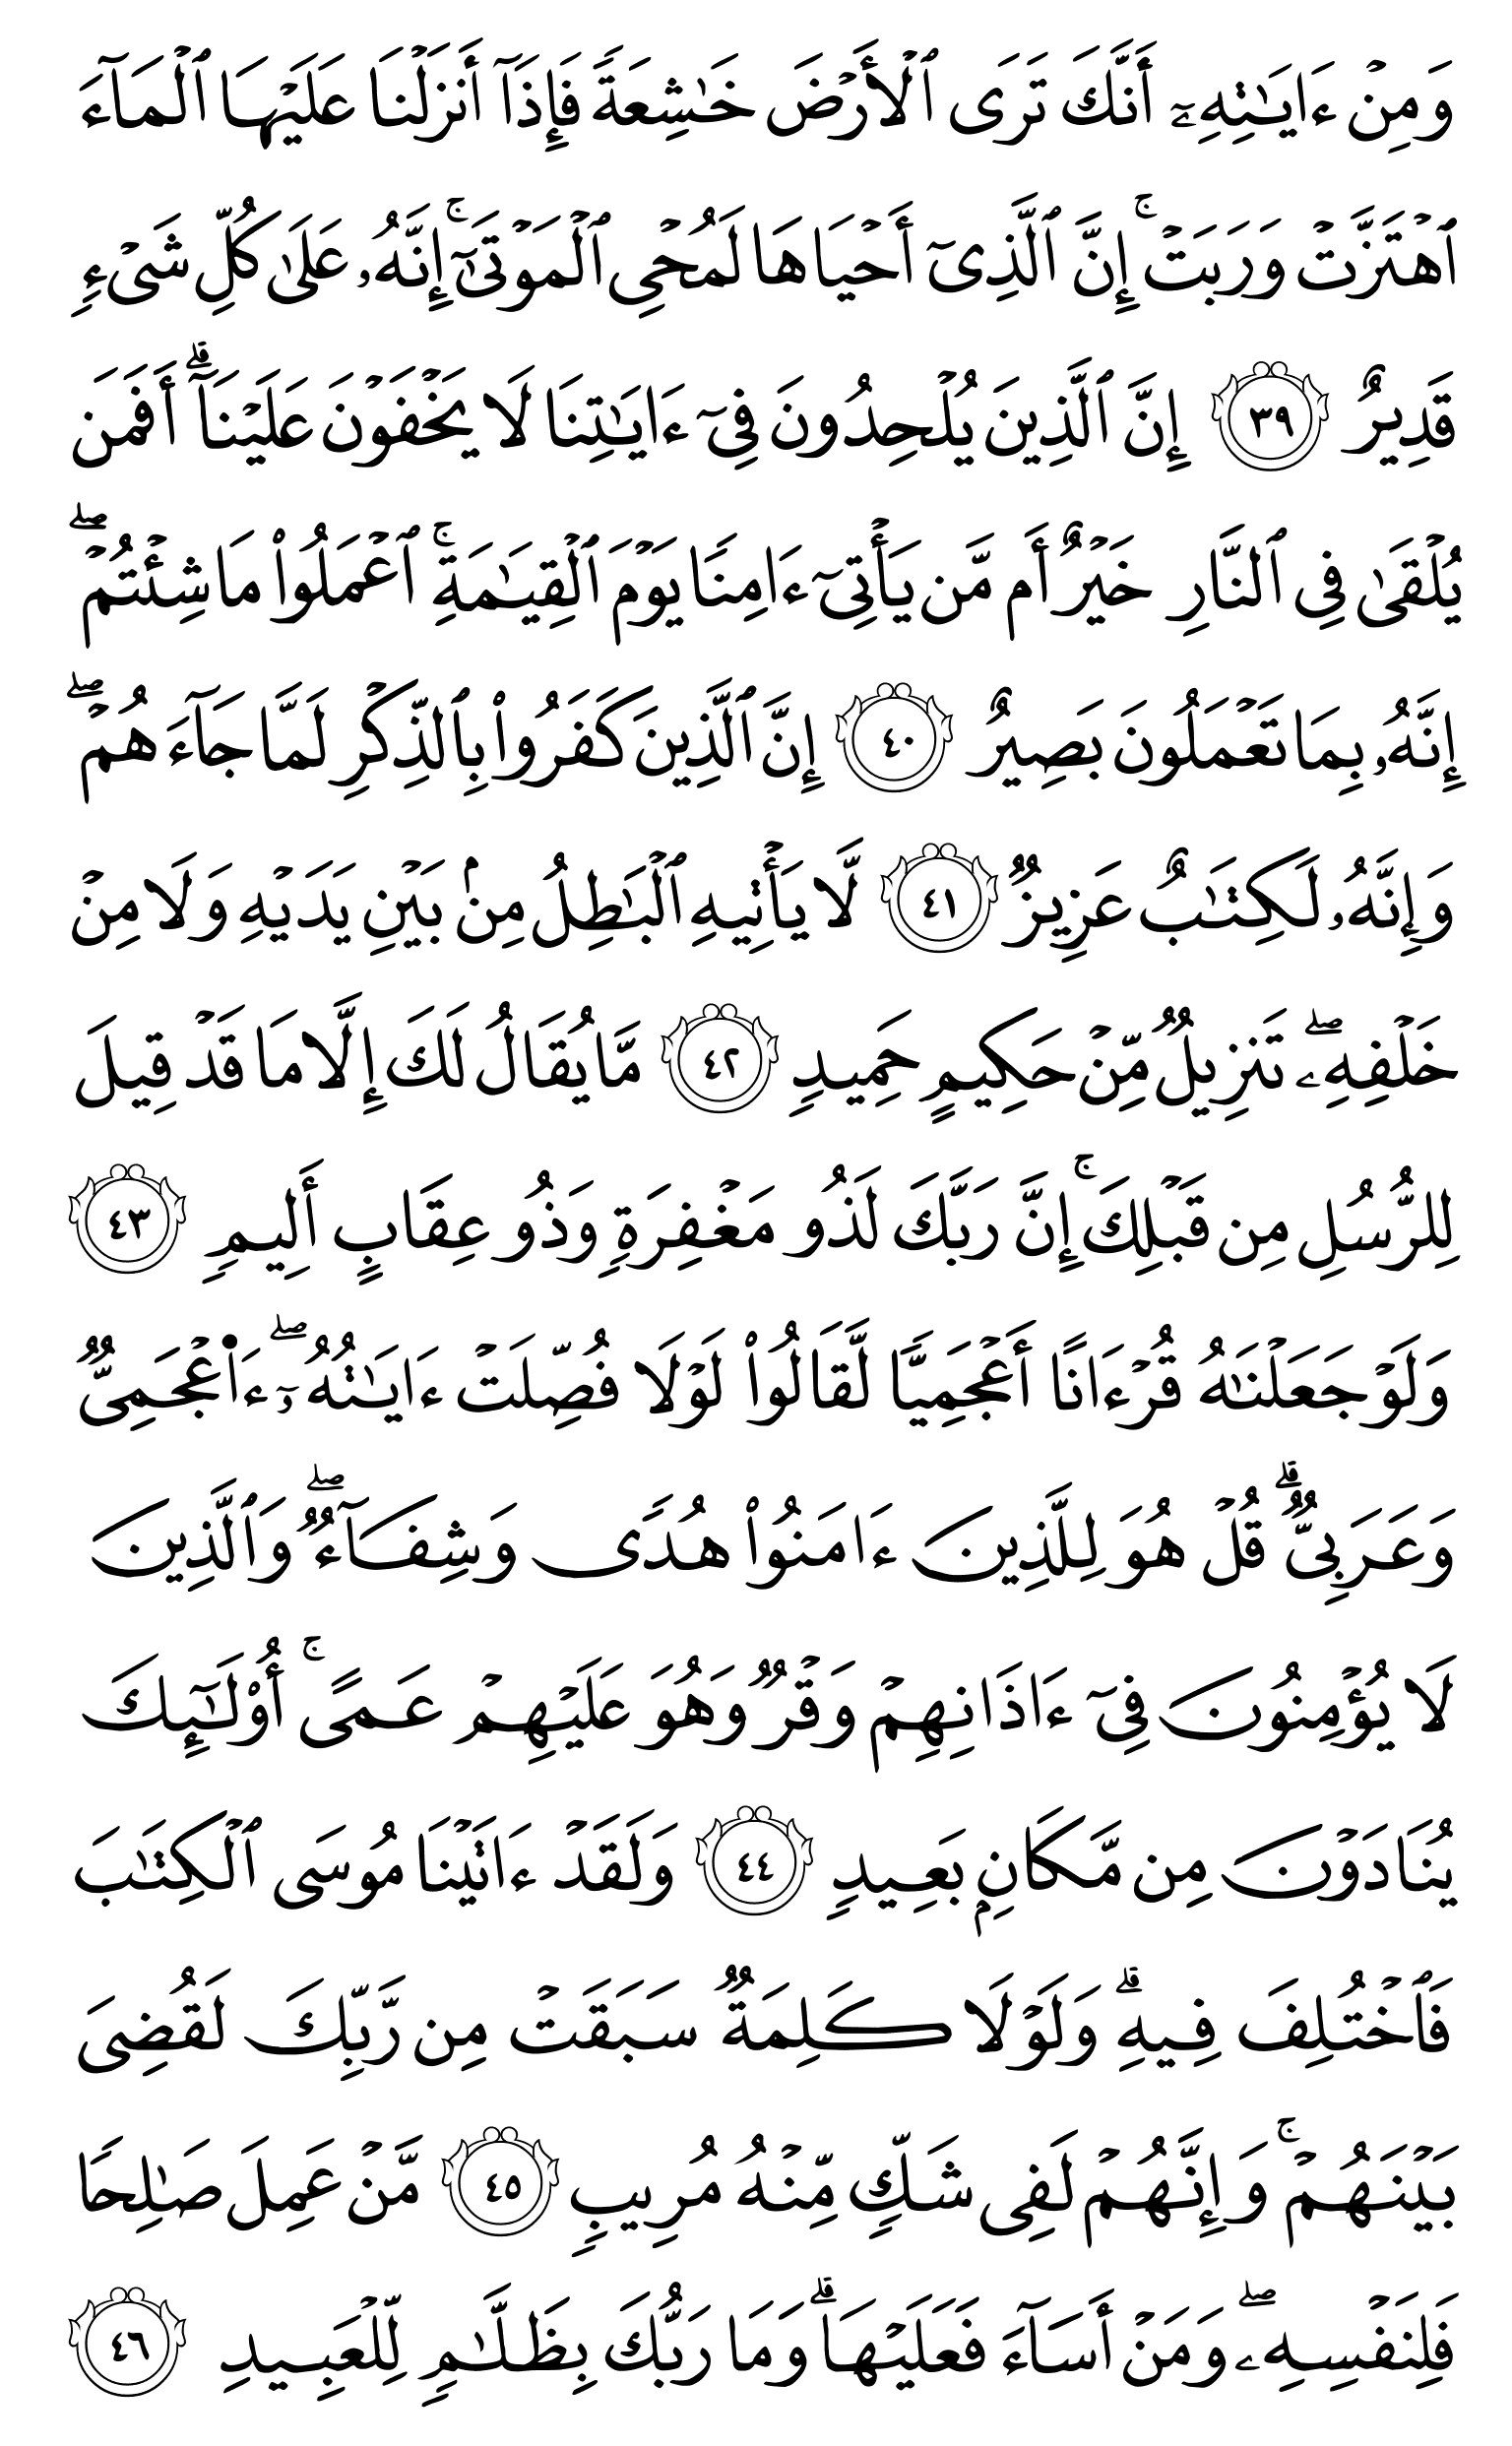 وَمِنۡ ءَايَٰتِهِۦٓ أَنَّكَ تَرَى ٱلۡأَرۡضَ خَٰشِعَةٗ فَإِذَآ أَنزَلۡنَا عَلَيۡهَا ٱلۡمَآءَ
ٱهۡتَزَّتۡ وَرَبَتۡۚ إِنَّ ٱلَّذِيٓ أَحۡيَاهَا لَمُحۡيِ ٱلۡمَوۡتَىٰٓۚ إِنَّهُۥ عَلَىٰ كُلِّ شَيۡءٖ
قَدِيرٌ ٣٩ إِنَّ ٱلَّذِينَ يُلۡحِدُونَ فِيٓ ءَايَٰتِنَا لَا يَخۡفَوۡنَ عَلَيۡنَآۗ أَفَمَن
يُلۡقَىٰ فِي ٱلنَّارِ خَيۡرٌ أَم مَّن يَأۡتِيٓ ءَامِنٗا يَوۡمَ ٱلۡقِيَٰمَةِۚ ٱعۡمَلُواْ مَا شِئۡتُمۡۖ
إِنَّهُۥ بِمَا تَعۡمَلُونَ بَصِيرٌ ٤٠ إِنَّ ٱلَّذِينَ كَفَرُواْ بِٱلذِّكۡرِ لَمَّا جَآءَهُمۡۖ
وَإِنَّهُۥ لَكِتَٰبٌ عَزِيزٞ ٤١ لَّا يَأۡتِيهِ ٱلۡبَٰطِلُ مِنۢ بَيۡنِ يَدَيۡهِ وَلَا مِنۡ
خَلۡفِهِۦۖ تَنزِيلٞ مِّنۡ حَكِيمٍ حَمِيدٖ ٤٢ مَّا يُقَالُ لَكَ إِلَّا مَا قَدۡ قِيلَ
لِلرُّسُلِ مِن قَبۡلِكَۚ إِنَّ رَبَّكَ لَذُو مَغۡفِرَةٖ وَذُو عِقَابٍ أَلِيمٖ ٤٣
وَلَوۡ جَعَلۡنَٰهُ قُرۡءَانًا أَعۡجَمِيّٗا لَّقَالُواْ لَوۡلَا فُصِّلَتۡ ءَايَٰتُهُۥٓۖ ءَا۬عۡجَمِيّٞ
وَعَرَبِيّٞۗ قُلۡ هُوَ لِلَّذِينَ ءَامَنُواْ هُدٗى وَشِفَآءٞۖ وَٱلَّذِينَ
لَا يُؤۡمِنُونَ فِيٓ ءَاذَانِهِمۡ وَقۡرٞ وَهُوَ عَلَيۡهِمۡ عَمًىۚ أُوْلَٰٓئِكَ
يُنَادَوۡنَ مِن مَّكَانِۭ بَعِيدٖ ٤٤ وَلَقَدۡ ءَاتَيۡنَا مُوسَى ٱلۡكِتَٰبَ
فَٱخۡتُلِفَ فِيهِۗ وَلَوۡلَا كَلِمَةٞ سَبَقَتۡ مِن رَّبِّكَ لَقُضِيَ
بَيۡنَهُمۡۚ وَإِنَّهُمۡ لَفِي شَكّٖ مِّنۡهُ مُرِيبٖ ٤٥ مَّنۡ عَمِلَ صَٰلِحٗا
فَلِنَفۡسِهِۦۖ وَمَنۡ أَسَآءَ فَعَلَيۡهَاۗ وَمَا رَبُّكَ بِظَلَّٰمٖ لِّلۡعَبِيدِ ٤٦